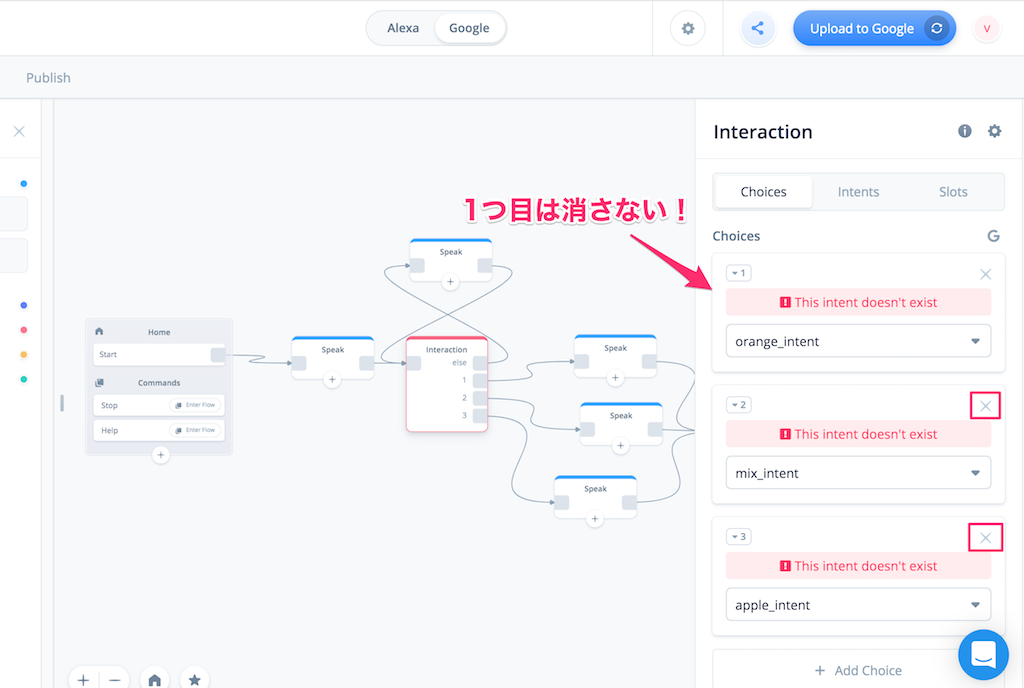 Alexa
Google
Upload to Google
V
Publish
Interaction
Choices
Intents
Slots
1つ目は消さない！
Choices
G
1
This intent doesn't exist
orange_intent
2
This intent doesn't exist
mix_intent
3
This intent doesn't exist
apple_intent
+ Add Choice
Home
Start
Commands
Stop
Enter Flow
Help
Enter Flow
Speak
Speak
Interaction
else
1
2
3
Speak
Speak
Speak